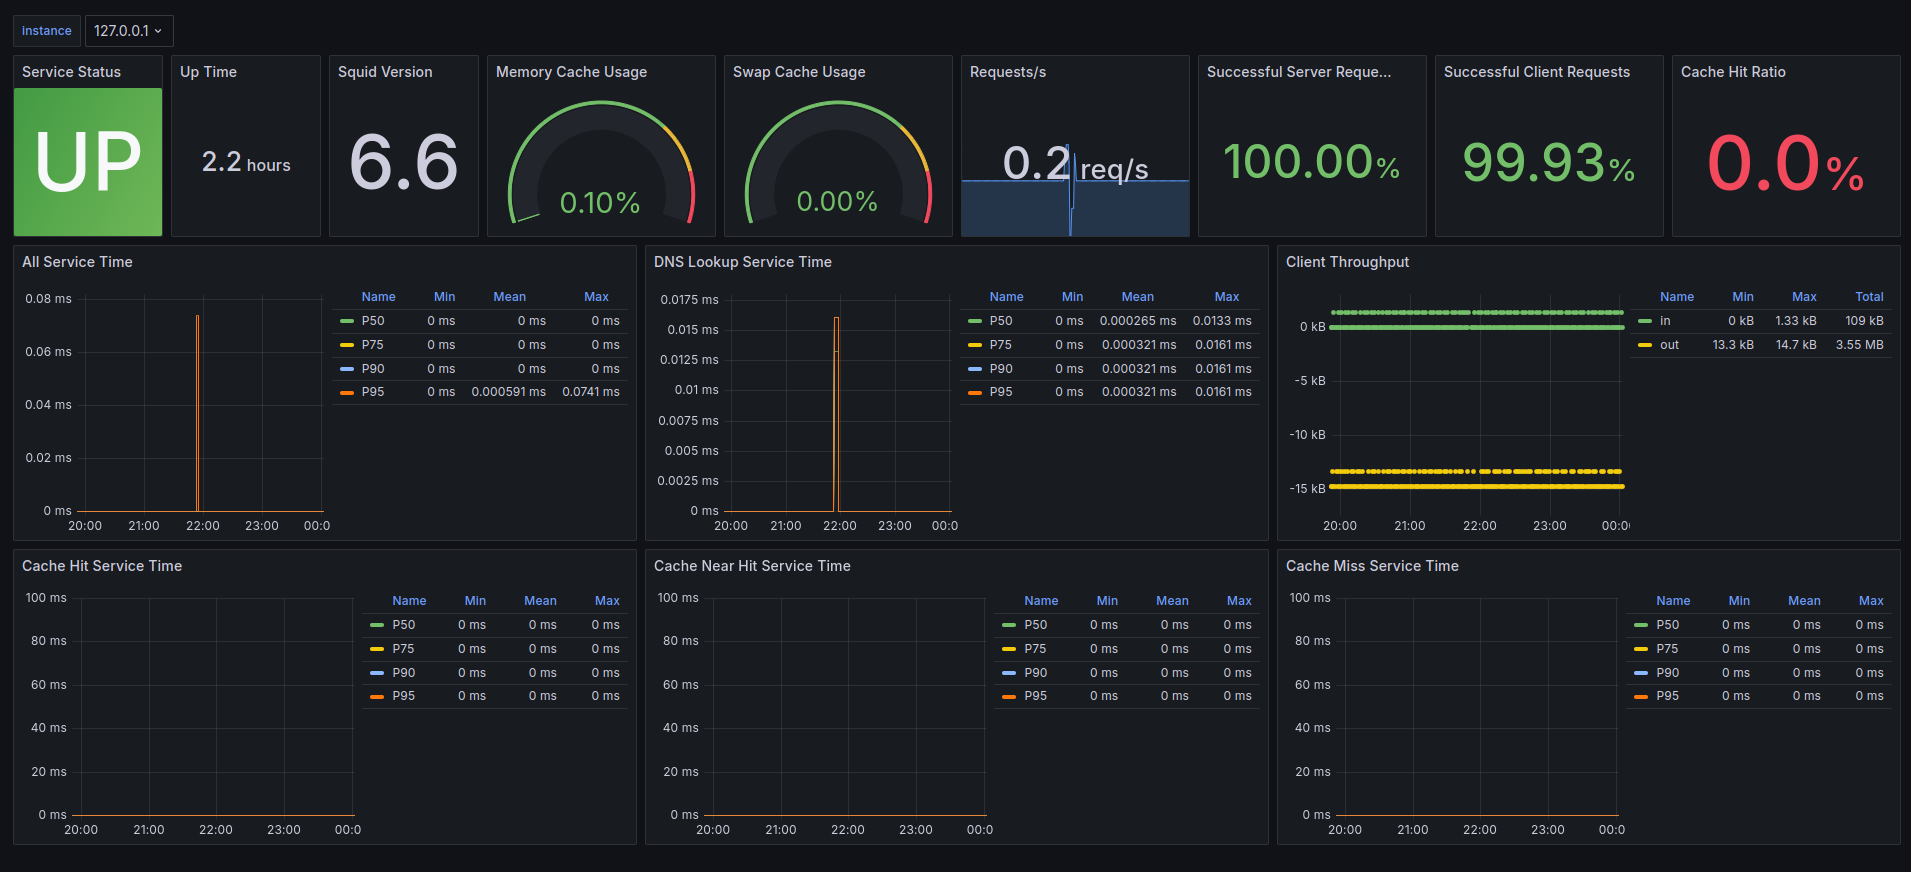 instance 127.0.0.1
Service Status
UP
Up Time
2.2 hours
Squid Version
6.6
Memory Cache Usage
0.10%
Swap Cache Usage
0.00%
Requests/s
0.2 req/s
Successful Server Reque...
100.00%
Successful Client Requests
99.93%
Cache Hit Ratio
0.0%
All Service Time
0.08 ms
0.06 ms
0.04 ms
0.02 ms
0 ms
20:00 21:00 22:00 23:00 00:0
Name Min Mean Max
P50 0 ms 0 ms 0 ms
P75 0 ms 0 ms 0 ms
P90 0 ms 0 ms 0 ms
P95 0 ms 0.000591 ms 0.0741 ms
DNS Lookup Service Time
0.0175 ms
0.015 ms
0.0125 ms
0.01 ms
0.0075 ms
0.005 ms
0.0025 ms
0 ms
20:00 21:00 22:00 23:00 00:0
Name Min Mean Max
P50 0 ms 0.000265 ms 0.0133 ms
P75 0 ms 0.000321 ms 0.0161 ms
P90 0 ms 0.000321 ms 0.0161 ms
P95 0 ms 0.000321 ms 0.0161 ms
Client Throughput
0 kB
-5 kB
-10 kB
-15 kB
20:00 21:00 22:00 23:00 00:0
Name Min Max Total
in 0 kB 1.33 kB 109 kB
out 13.3 kB 14.7 kB 3.55 MB
Cache Hit Service Time
100 ms
80 ms
60 ms
40 ms
20 ms
0 ms
20:00 21:00 22:00 23:00 00:0
Name Min Mean Max
P50 0 ms 0 ms 0 ms
P75 0 ms 0 ms 0 ms
P90 0 ms 0 ms 0 ms
P95 0 ms 0 ms 0 ms
Cache Near Hit Service Time
100 ms
80 ms
60 ms
40 ms
20 ms
0 ms
20:00 21:00 22:00 23:00 00:0
Name Min Mean Max
P50 0 ms 0 ms 0 ms
P75 0 ms 0 ms 0 ms
P90 0 ms 0 ms 0 ms
P95 0 ms 0 ms 0 ms
Cache Miss Service Time
100 ms
80 ms
60 ms
40 ms
20 ms
0 ms
20:00 21:00 22:00 23:00 00:0
Name Min Mean Max
P50 0 ms 0 ms 0 ms
P75 0 ms 0 ms 0 ms
P90 0 ms 0 ms 0 ms
P95 0 ms 0 ms 0 ms